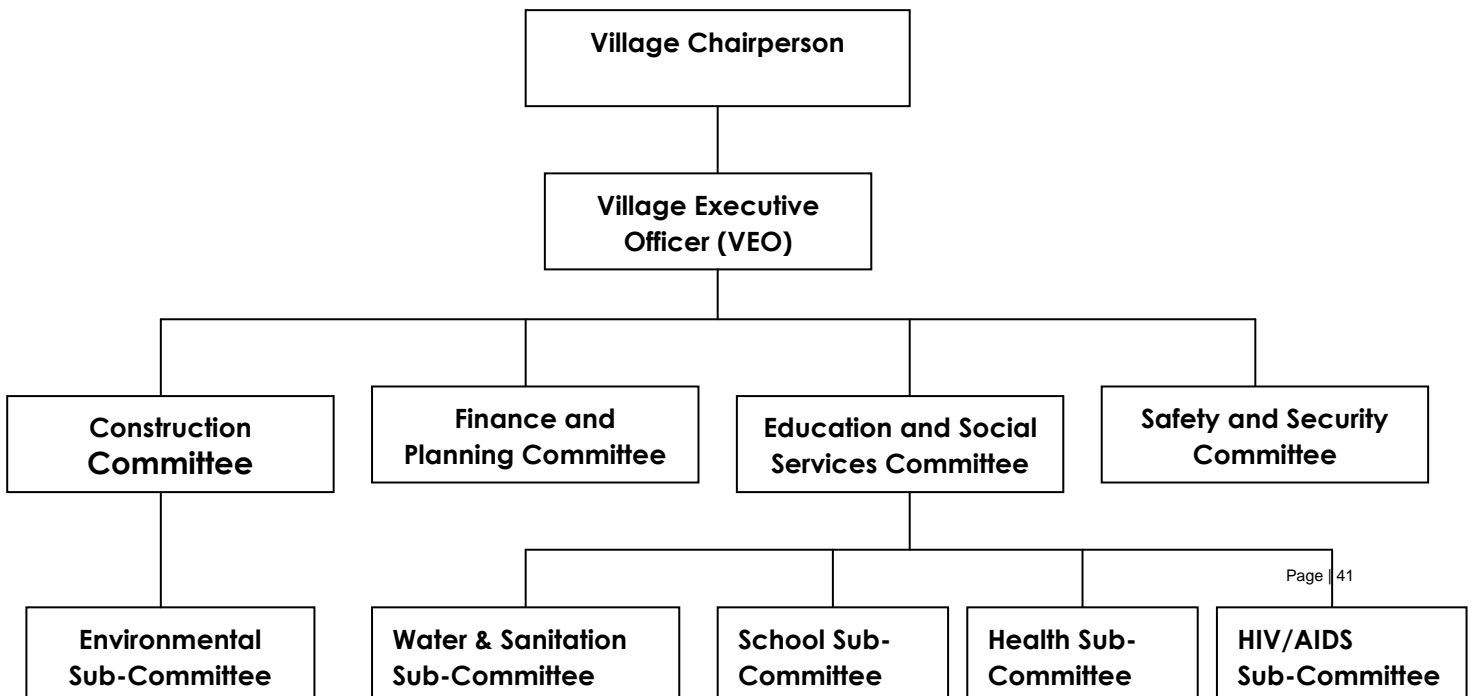 Village Chairperson
Village Executive
Officer (VEO)
Construction
Committee
Finance and
Planning Committee
Education and Social
Services Committee
Safety and Security
Committee
Page | 41
Environmental
Sub-Committee
Water & Sanitation
Sub-Committee
School Sub-
Committee
Health Sub-
Committee
HIV/AIDS
Sub-Committee